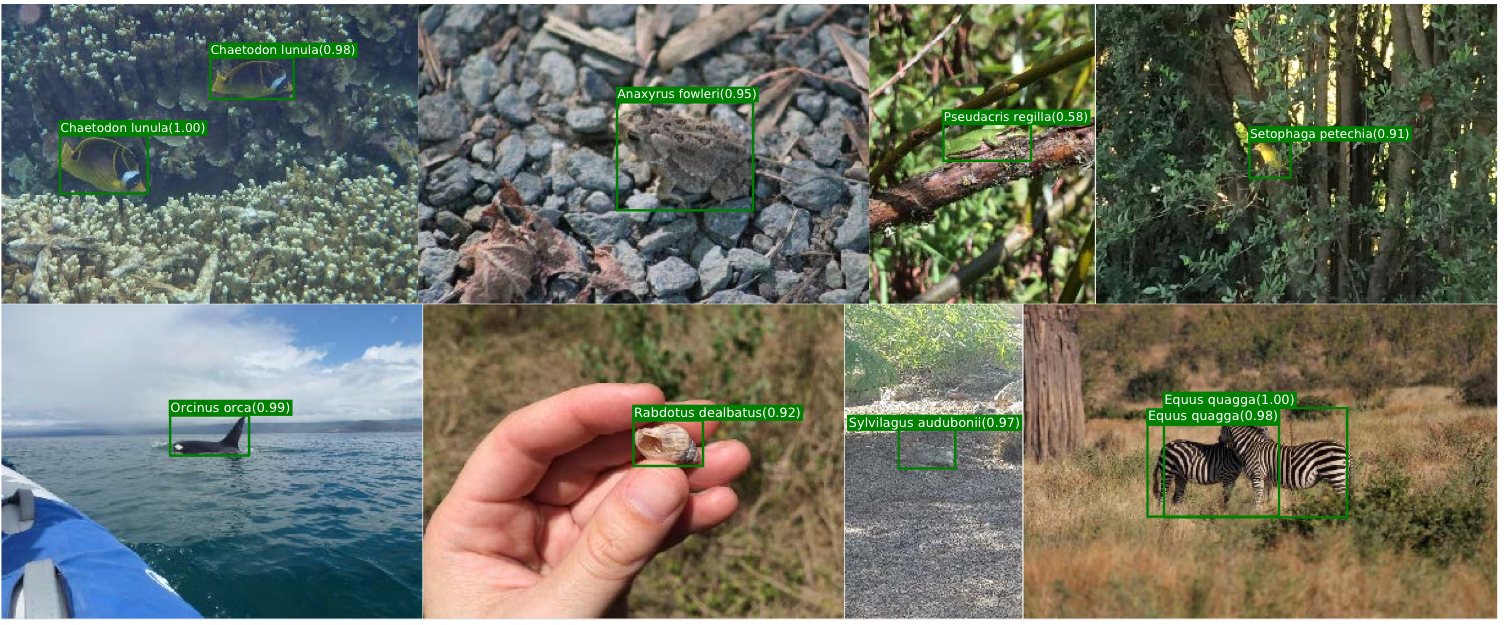 Chaetodon lunula(0.98)
Chaetodon lunula(1.00)
Anaxyrus fowleri(0.95)
Pseudacris regilla(0.58)
Setophaga petechia(0.91)
Orcinus orca(0.99)
Rabdotus dealbatus(0.92)
Sylvilagus audubonii(0.97)
Equus quagga(1.00)
Equus quagga(0.98)